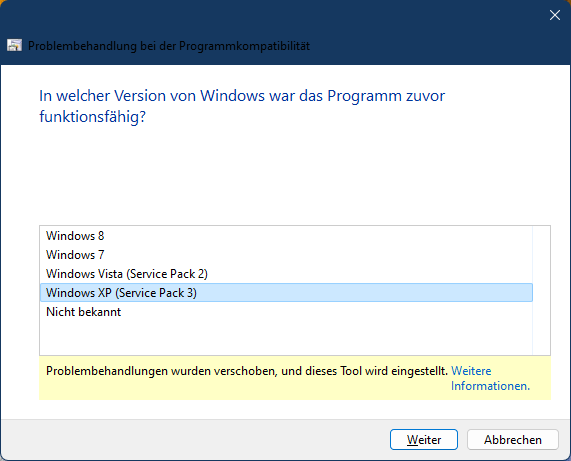 Problembehandlung bei der Programmkompatibilität
In welcher Version von Windows war das Programm zuvor
funktionsfähig?
Windows 8
Windows 7
Windows Vista (Service Pack 2)
Windows XP (Service Pack 3)
Nicht bekannt
Problembehandlungen wurden verschoben, und dieses Tool wird eingestellt. Weitere
Informationen.
Weiter Abbrechen